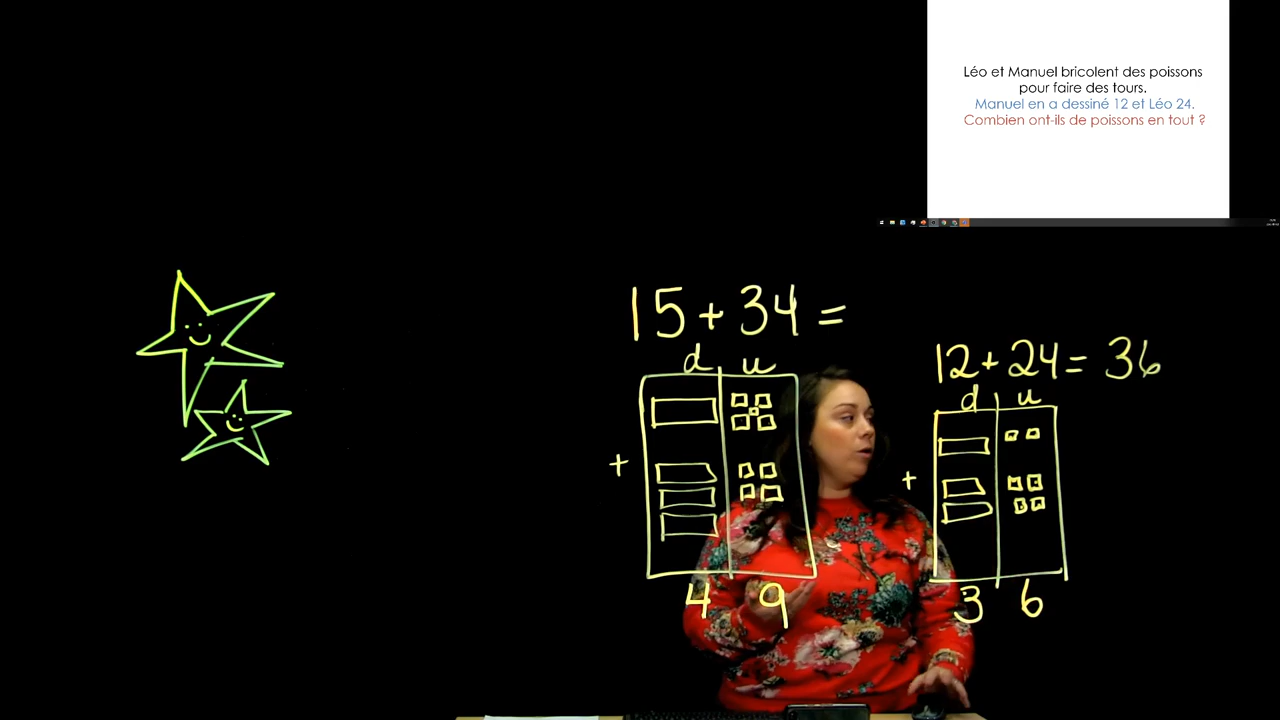 Léo et Manuel bricolent des poissons
pour faire des tours.
Manuel en a dessiné 12 et Léo 24.
Combien ont-ils de poissons en tout ?
15 + 34 =
d u
+
4 9
12 + 24 = 36
d u
+
3 6